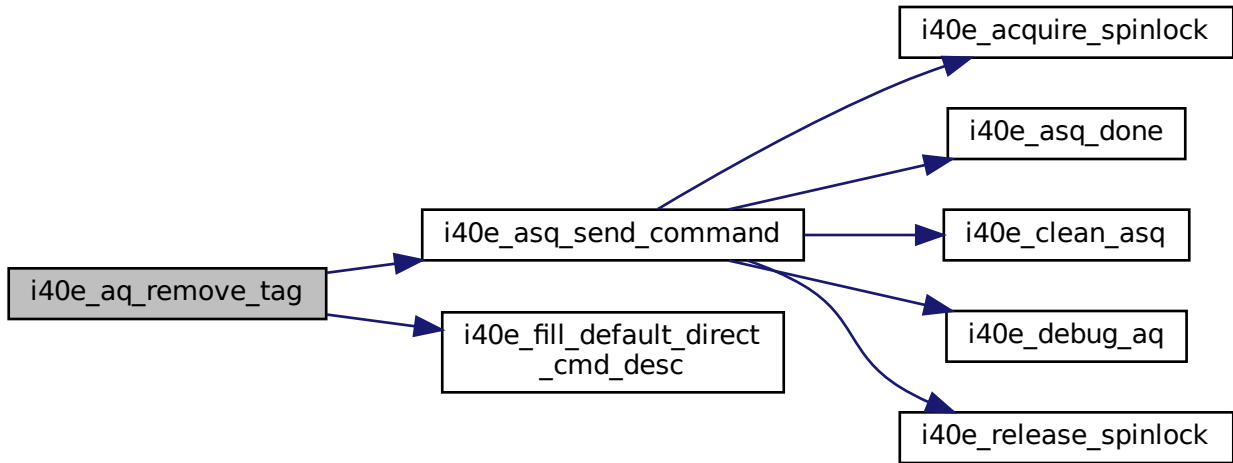 i40e_acquire_spinlock
i40e_asq_done
i40e_asq_send_command
i40e_clean_asq
i40e_aq_remove_tag
i40e_debug_aq
i40e_fill_default_direct
_cmd_desc
i40e_release_spinlock